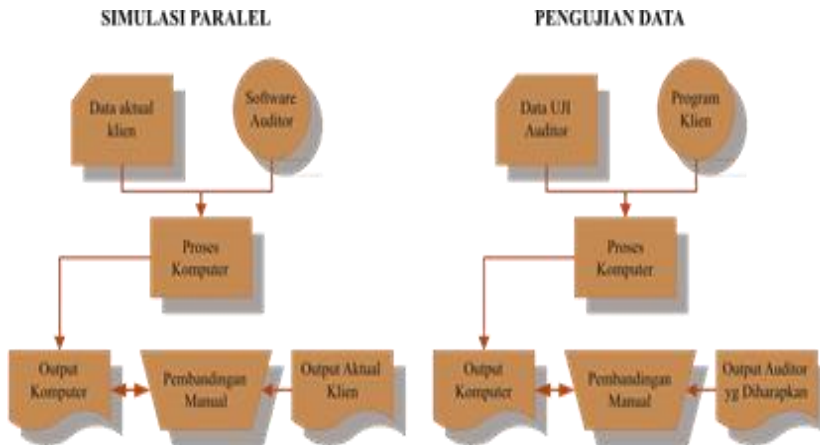 SIMULASI PARALEL
Data aktual
klien
Software
Auditor
Proses
Komputer
Output
Komputer
Pembandingan
Manual
Output Aktual
Klien
PENGUJIAN DATA
Data UJI
Auditor
Program
Klien
Proses
Komputer
Output
Komputer
Pembandingan
Manual
Output Auditor
yg Diharapkan